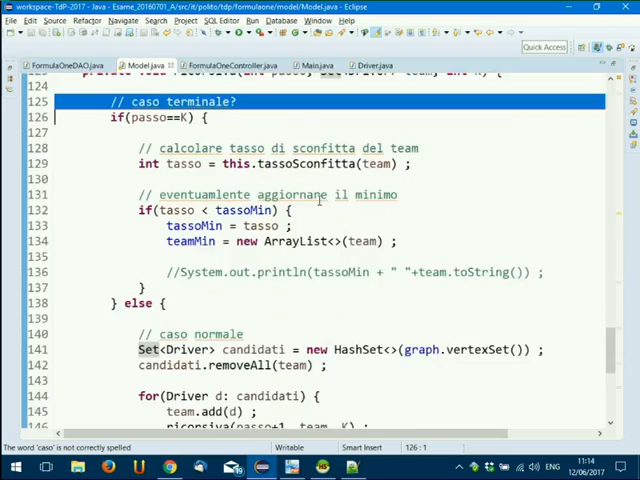 workspace-TdP-2017 - Java - Esame_20160701_A/src/it/polito/tdp/formulaone/model/Model.java - Eclipse
File Edit Source Refactor Navigate Search Project Run Database Window Help
Quick Access
FormulaOneDAO.java Model.java FormulaOneController.java Main.java Driver.java
124
125 // caso terminale?
126 if(passo==K) {
127
128 // calcolare tasso di sconfitta del team
129 int tasso = this.tassoSconfitta(team) ;
130
131 // eventuamlente aggiornare il minimo
132 if(tasso < tassoMin) {
133 tassoMin = tasso ;
134 teamMin = new ArrayList<>(team) ;
135
136 //System.out.println(tassoMin + " "+team.toString()) ;
137 }
138 } else {
139
140 // caso normale
141 Set<Driver> candidati = new HashSet<>(graph.vertexSet()) ;
142 candidati.removeAll(team) ;
143
144 for(Driver d: candidati) {
145 team.add(d) ;
146 ricorsiva(passo+1, team, K) ;
The word 'caso' is not correctly spelled Writable Smart Insert 126 : 1
11:14
12/06/2017